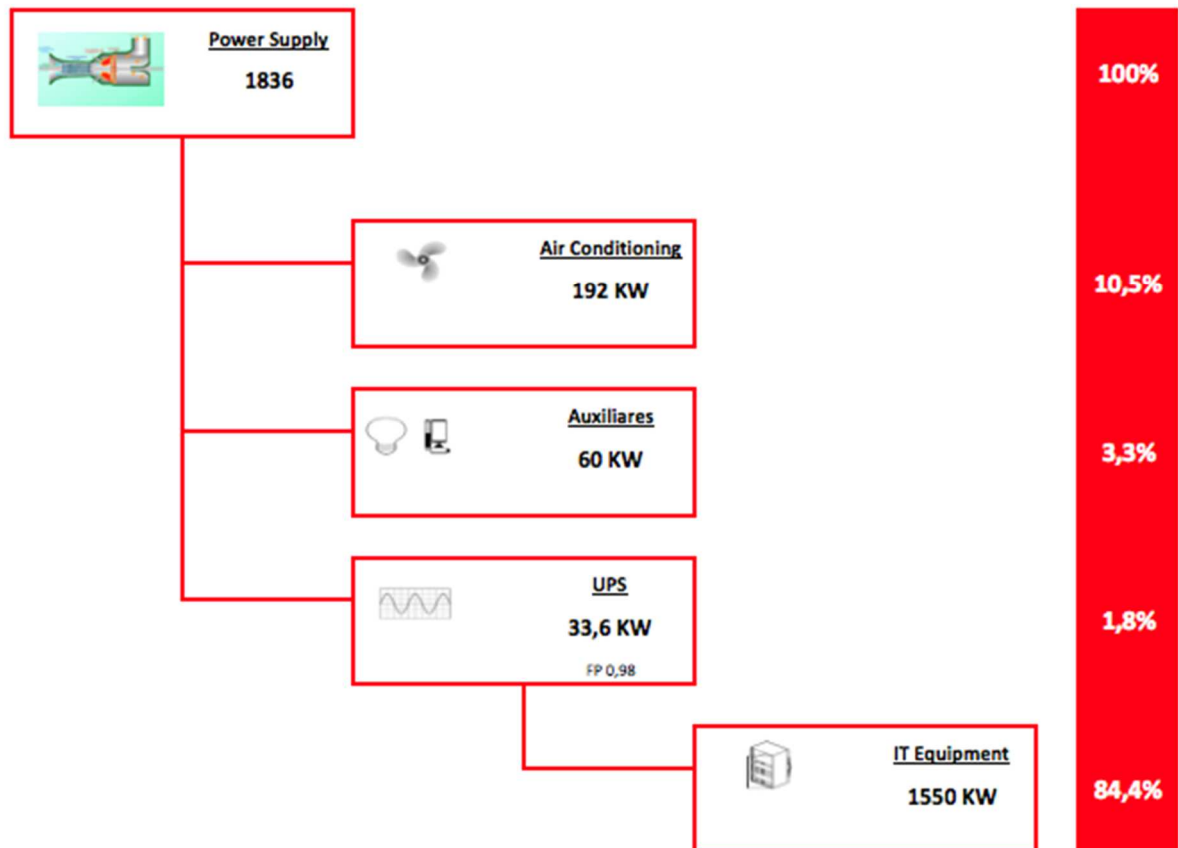 Power Supply
1836
100%
Air Conditioning
192 KW
10,5%
Auxiliares
60 KW
3,3%
UPS
33,6 KW
FP 0,98
1,8%
IT Equipment
1550 KW
84,4%